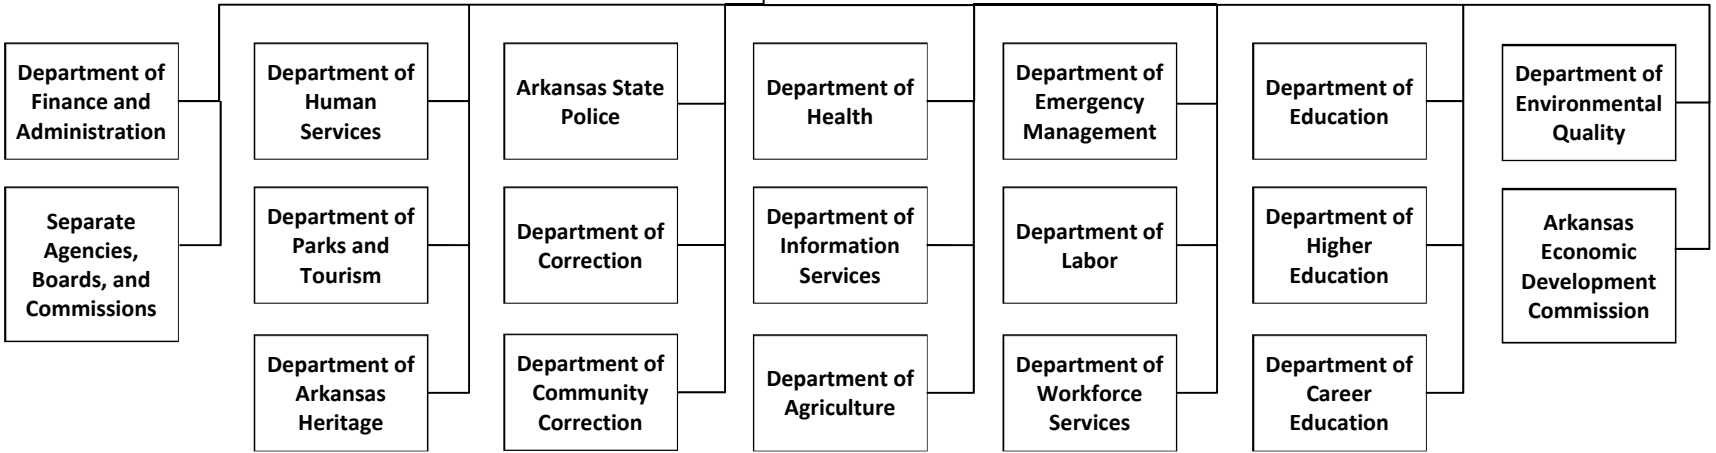 Department of
Finance and
Administration
Department of
Human
Services
Arkansas State
Police
Department of
Health
Department of
Emergency
Management
Department of
Education
Department of
Environmental
Quality
Separate
Agencies,
Boards, and
Commissions
Department of
Parks and
Tourism
Department of
Correction
Department of
Information
Services
Department of
Labor
Department of
Higher
Education
Arkansas
Economic
Development
Commission
Department of
Arkansas
Heritage
Department of
Community
Correction
Department of
Agriculture
Department of
Workforce
Services
Department of
Career
Education